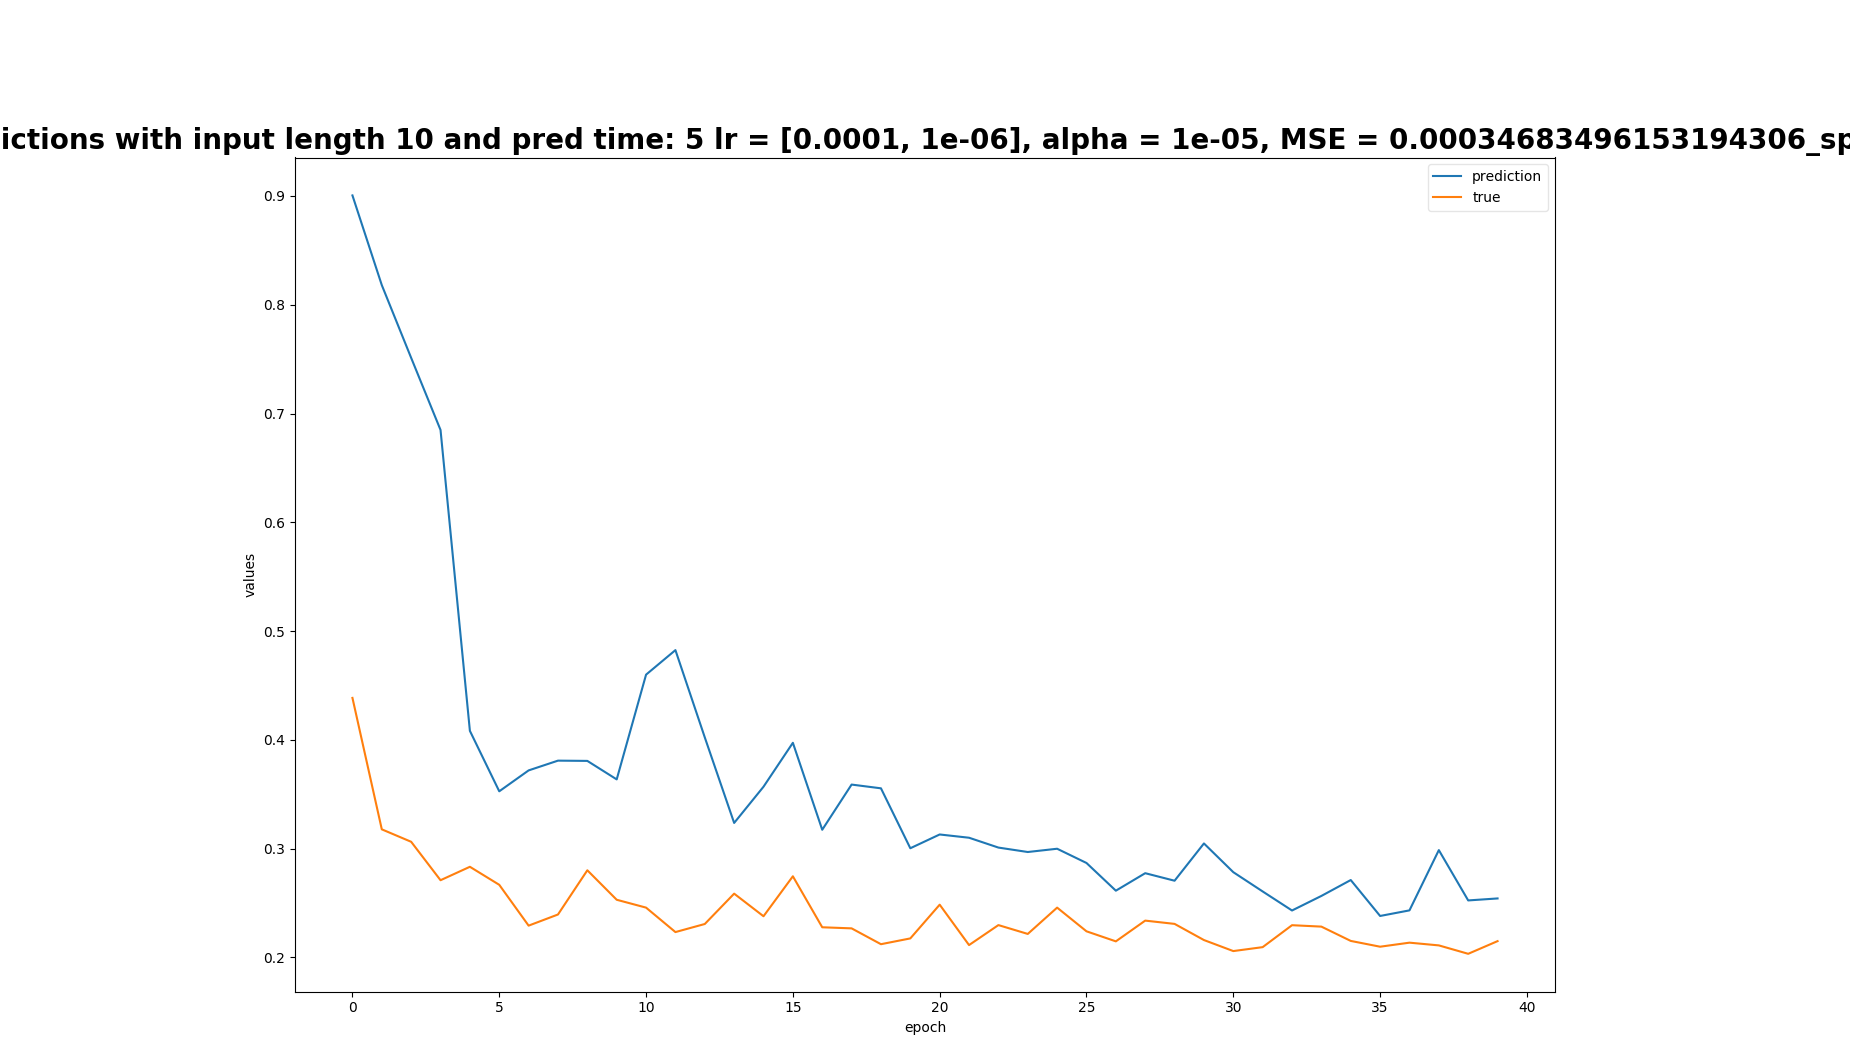 ictions with input length 10 and pred time: 5 lr = [0.0001, 1e-06], alpha = 1e-05, MSE = 0.00034683496153194306_sp
prediction
true
0.9
0.8
0.7
0.6
0.5
0.4
0.3
0.2
values
0 5 10 15 20 25 30 35 40
epoch